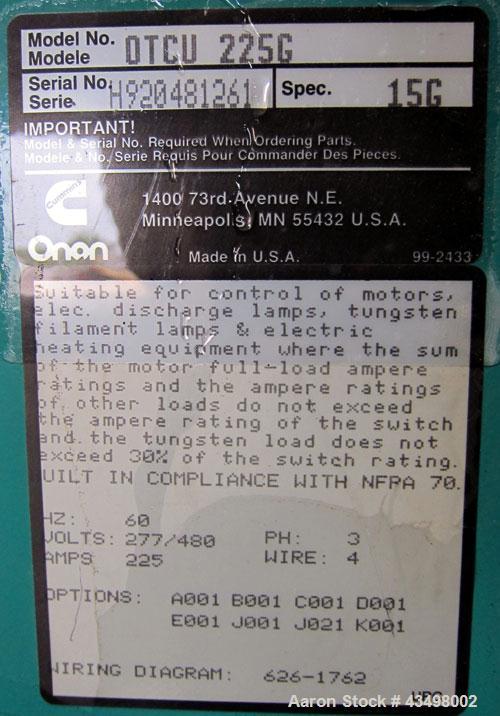 Model No. OTCU 225G
Modele
Serial No. H920481261 Spec. 15G
Serie
IMPORTANT!
Model & Serial No. Required When Ordering Parts.
Modele & No. Serie Requis Pour Commander Des Pieces.
Cummins
1400 73rd. Avenue N.E.
Minneapolis, MN 55432 U.S.A.
Onan
Made in U.S.A. 99-2433
Suitable for control of motors,
elec. discharge lamps, tungsten
filament lamps & electric
heating equipment where the sum
of the motor full-load ampere
ratings and the ampere ratings
of other loads do not exceed
the ampere rating of the switch
and the tungsten load does not
exceed 30% of the switch rating.
UILT IN COMPLIANCE WITH NFPA 70.
HZ: 60
VOLTS: 277/480 PH: 3
AMPS 225 WIRE: 4
OPTIONS: A001 B001 C001 D001
E001 J001 J021 K001
WIRING DIAGRAM: 626-1762
Aaron Stock # 43498002